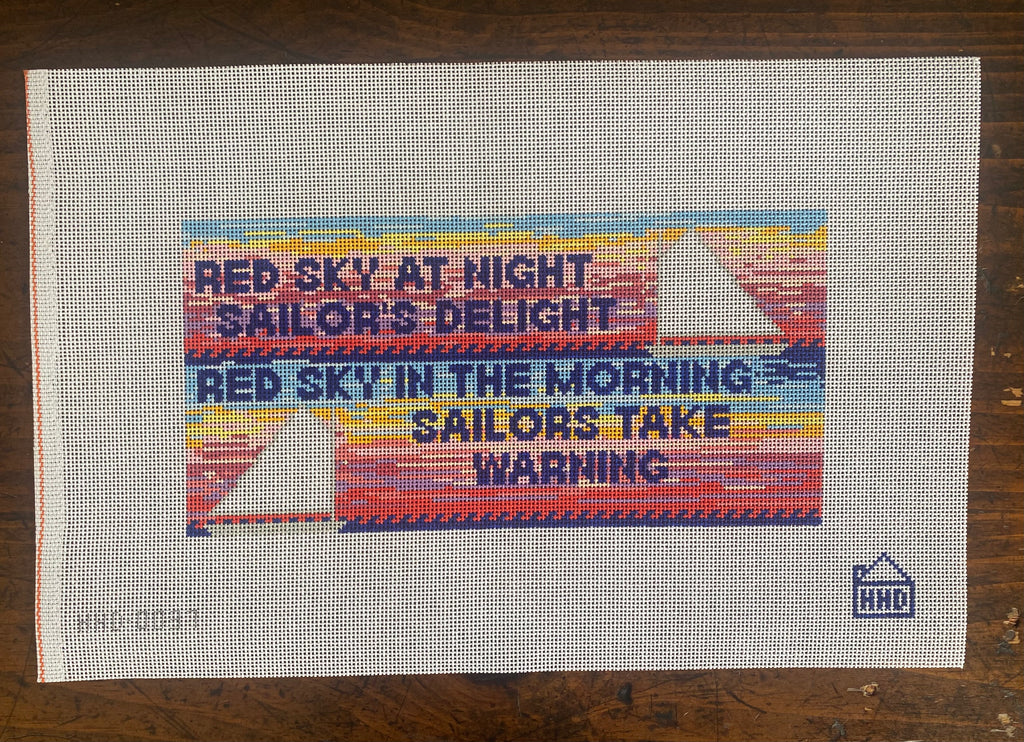 RED SKY AT NIGHT
SAILOR'S DELIGHT
RED SKY IN THE MORNING
SAILORS TAKE
WARNING
HHD